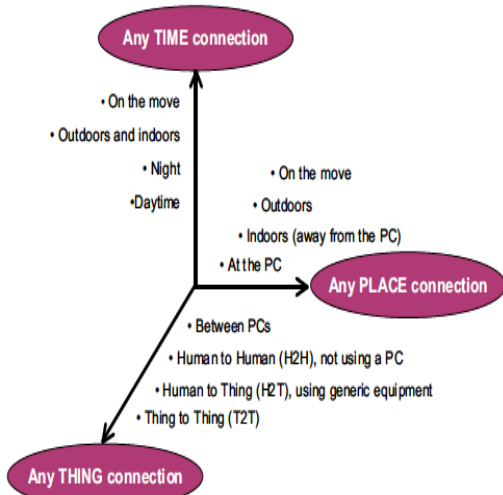 Any TIME connection
• On the move
• Outdoors and indoors
• Night
•Daytime
• On the move
• Outdoors
• Indoors (away from the PC)
• At the PC
Any PLACE connection
• Between PCs
• Human to Human (H2H), not using a PC
• Human to Thing (H2T), using generic equipment
• Thing to Thing (T2T)
Any THING connection